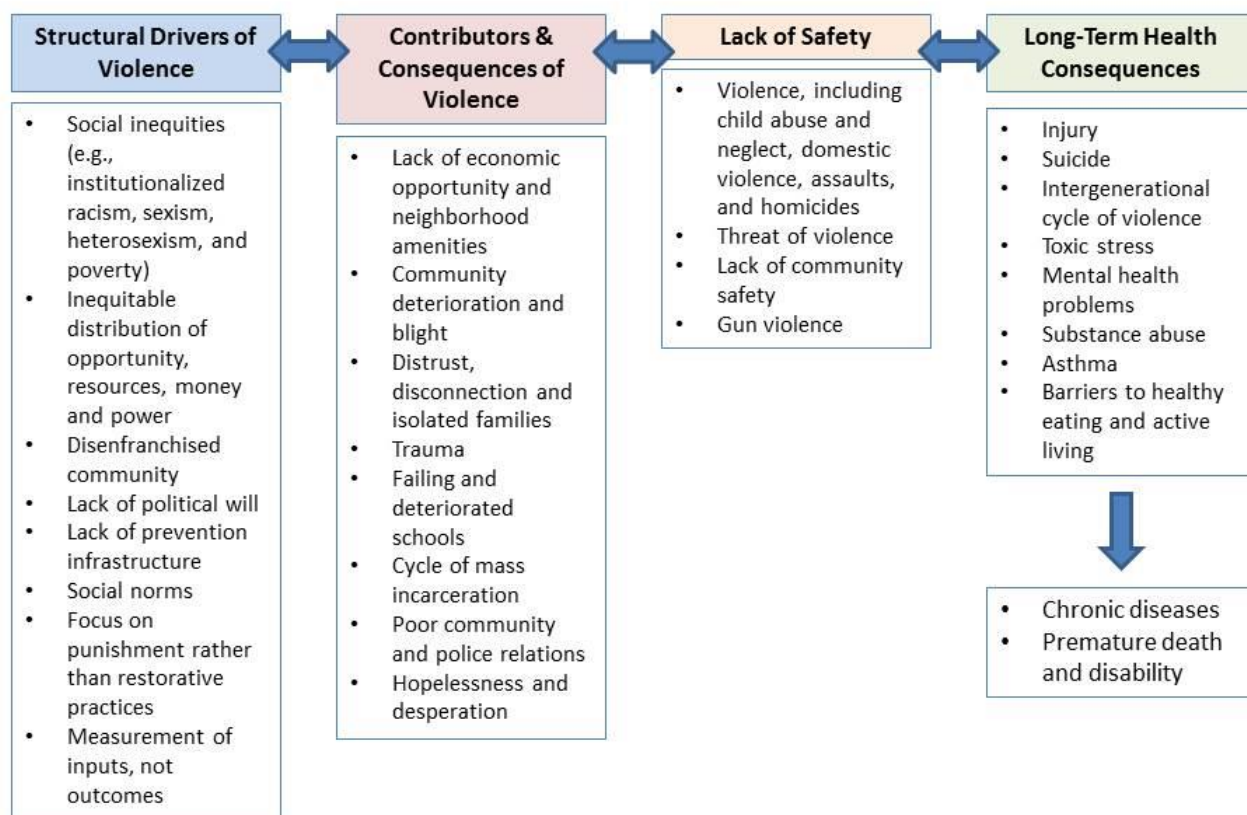 Structural Drivers of
Violence
• Social inequities
(e.g.,
institutionalized
racism, sexism,
heterosexism, and
poverty)
• Inequitable
distribution of
opportunity,
resources, money
and power
• Disenfranchised
community
• Lack of political will
• Lack of prevention
infrastructure
• Social norms
• Focus on
punishment rather
than restorative
practices
• Measurement of
inputs, not
outcomes
Contributors &
Consequences of
Violence
• Lack of economic
opportunity and
neighborhood
amenities
• Community
deterioration and
blight
• Distrust,
disconnection and
isolated families
• Trauma
• Failing and
deteriorated
schools
• Cycle of mass
incarceration
• Poor community
and police relations
• Hopelessness and
desperation
Lack of Safety
• Violence, including
child abuse and
neglect, domestic
violence, assaults,
and homicides
• Threat of violence
• Lack of community
safety
• Gun violence
Long-Term Health
Consequences
• Injury
• Suicide
• Intergenerational
cycle of violence
• Toxic stress
• Mental health
problems
• Substance abuse
• Asthma
• Barriers to healthy
eating and active
living
• Chronic diseases
• Premature death
and disability